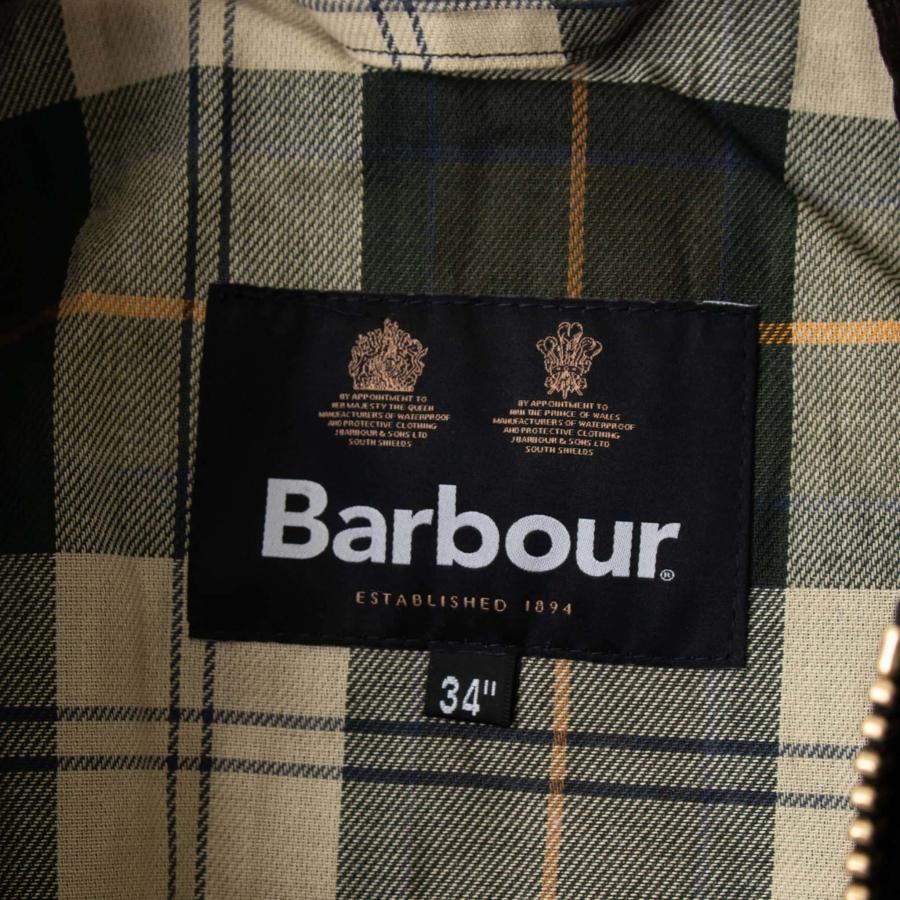 BY APPOINTMENT TO
HER MAJESTY THE QUEEN
MANUFACTURERS OF WATERPROOF
AND PROTECTIVE CLOTHING
J BARBOUR & SONS LTD
SOUTH SHIELDS
BY APPOINTMENT TO
HRH THE PRINCE OF WALES
MANUFACTURERS OF WATERPROOF
AND PROTECTIVE CLOTHING
J BARBOUR & SONS LTD
SOUTH SHIELDS
Barbour®
ESTABLISHED 1894
34"